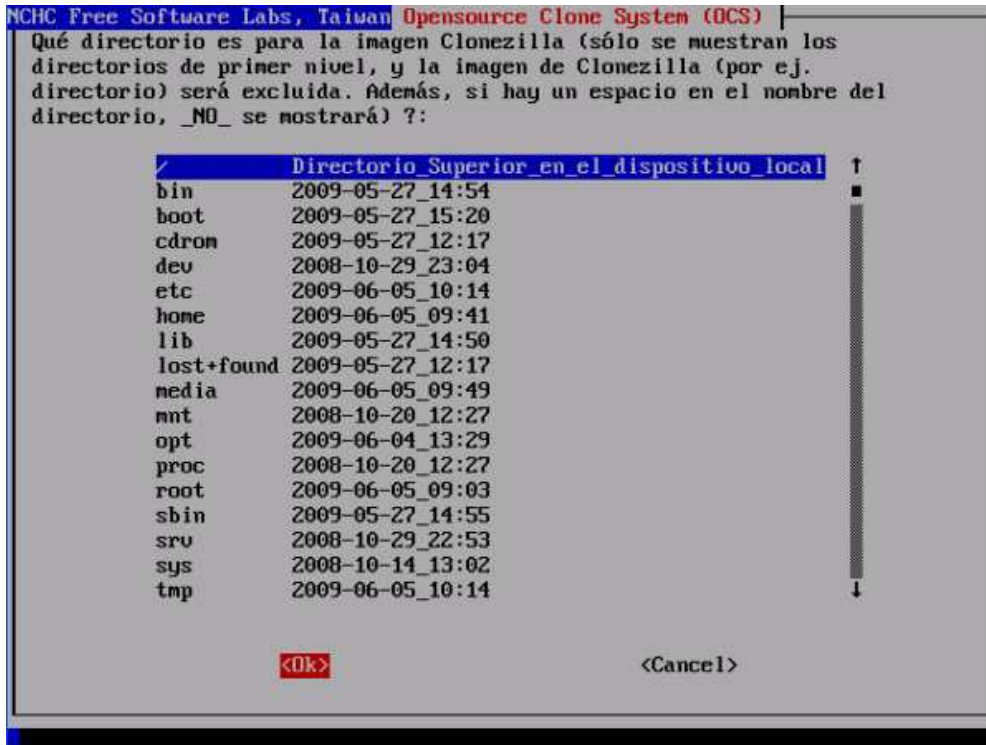 NCHC Free Software Labs, Taiwan Opensource Clone System (OCS)
Qué directorio es para la imagen Clonezilla (sólo se muestran los
directorios de primer nivel, y la imagen de Clonezilla (por ej.
directorio) será excluida. Además, si hay un espacio en el nombre del
directorio, _NO_ se mostrará) ?:
/ Directorio_Superior_en_el_dispositivo_local
bin 2009-05-27_14:54
boot 2009-05-27_15:20
cdrom 2009-05-27_12:17
dev 2008-10-29_23:04
etc 2009-06-05_10:14
home 2009-06-05_09:41
lib 2009-05-27_14:50
lost+found 2009-05-27_12:17
media 2009-06-05_09:49
mnt 2008-10-20_12:27
opt 2009-06-04_13:29
proc 2008-10-20_12:27
root 2009-06-05_09:03
sbin 2009-05-27_14:55
srv 2008-10-29_22:53
sys 2008-10-14_13:02
tmp 2009-06-05_10:14
<Ok> <Cancel>